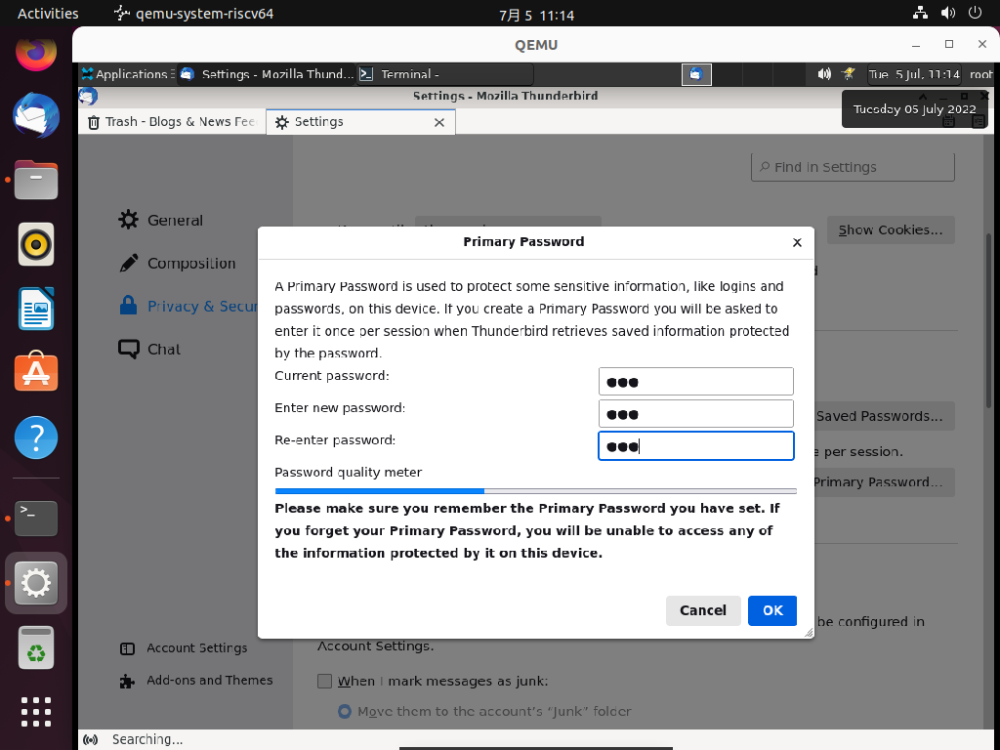 Activities
qemu-system-riscv64
7月 5 11:14
QEMU
Applications
Settings - Mozilla Thund...
Terminal -
Tue 5 Jul, 11:14
root
Settings - Mozilla Thunderbird
Tuesday 05 July 2022
Trash - Blogs & News Fee
Settings
Find in Settings
General
Show Cookies...
Primary Password
Composition
A Primary Password is used to protect some sensitive information, like logins and
passwords, on this device. If you create a Primary Password you will be asked to
enter it once per session when Thunderbird retrieves saved information protected
by the password.
Privacy & Secur
Chat
Current password:
Enter new password:
Saved Passwords...
Re-enter password:
e per session.
Password quality meter
Primary Password...
Please make sure you remember the Primary Password you have set. If
you forget your Primary Password, you will be unable to access any of
the information protected by it on this device.
Cancel
OK
be configured in
Account Settings
Account Settings.
Add-ons and Themes
When I mark messages as junk:
Move them to the account's “Junk” folder
Searching...